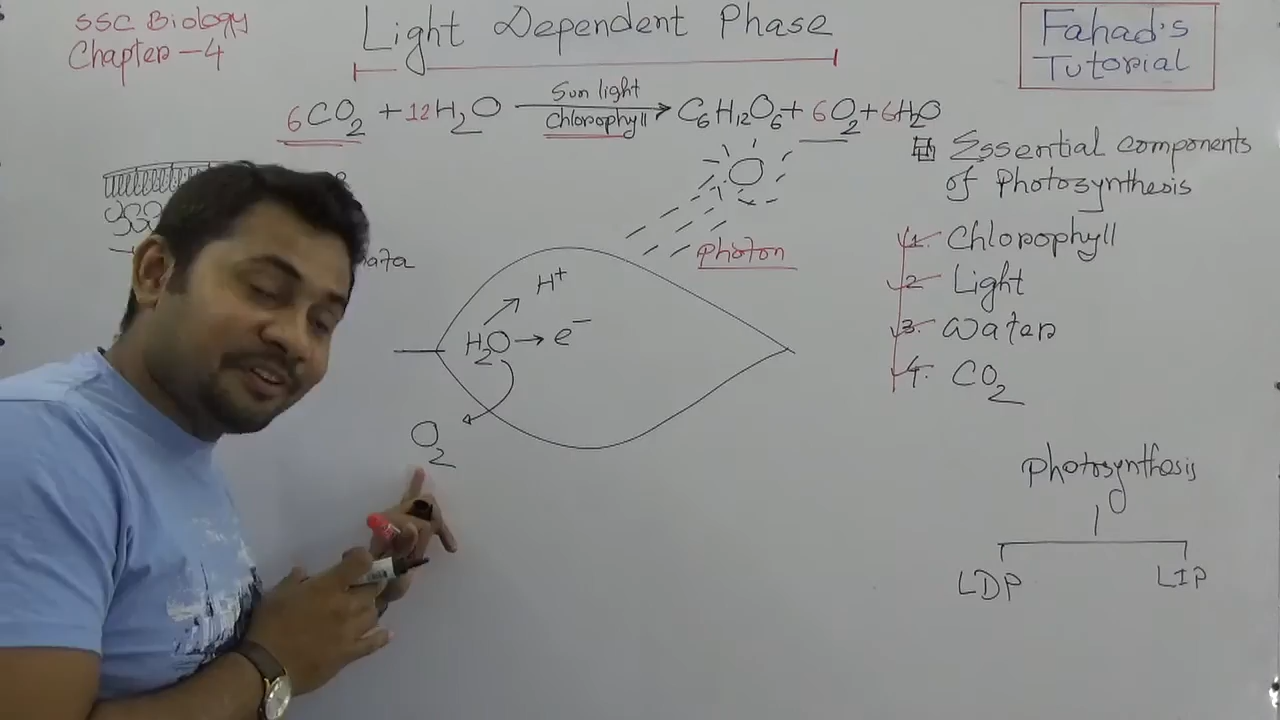 SSC Biology
Chapter - 4
Light Dependent Phase
Fahad's
Tutorial
6CO2 + 12H2O Sun light Chlorophyll C6H12O6 + 6O2 + 6H2O
Essential components
of Photosynthesis
1. Chlorophyll
2 Light
3. Water
4. CO2
Photon
H+
H2O → e-
O2
Photosynthesis
LDP LIP